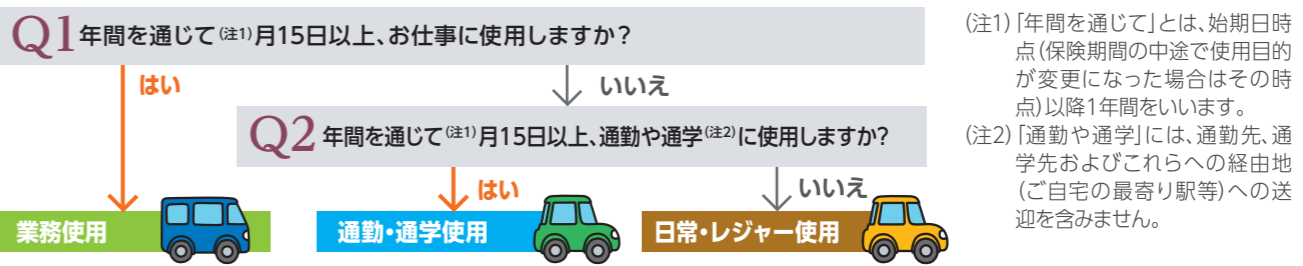 Q1 年間を通じて(注1)月15日以上、お仕事に使用しますか？
はい
いいえ
Q2 年間を通じて(注1)月15日以上、通勤や通学(注2)に使用しますか?
はい
いいえ
業務使用
通勤・通学使用
日常・レジャー使用
(注1)「年間を通じて」とは、始期日時
点(保険期間の中途で使用目的
が変更になった場合はその時
点)以降1年間をいいます。
(注2)「通勤や通学」には、通勤先、通
学先およびこれらへの経由地
(ご自宅の最寄り駅等)への送
迎を含みません。